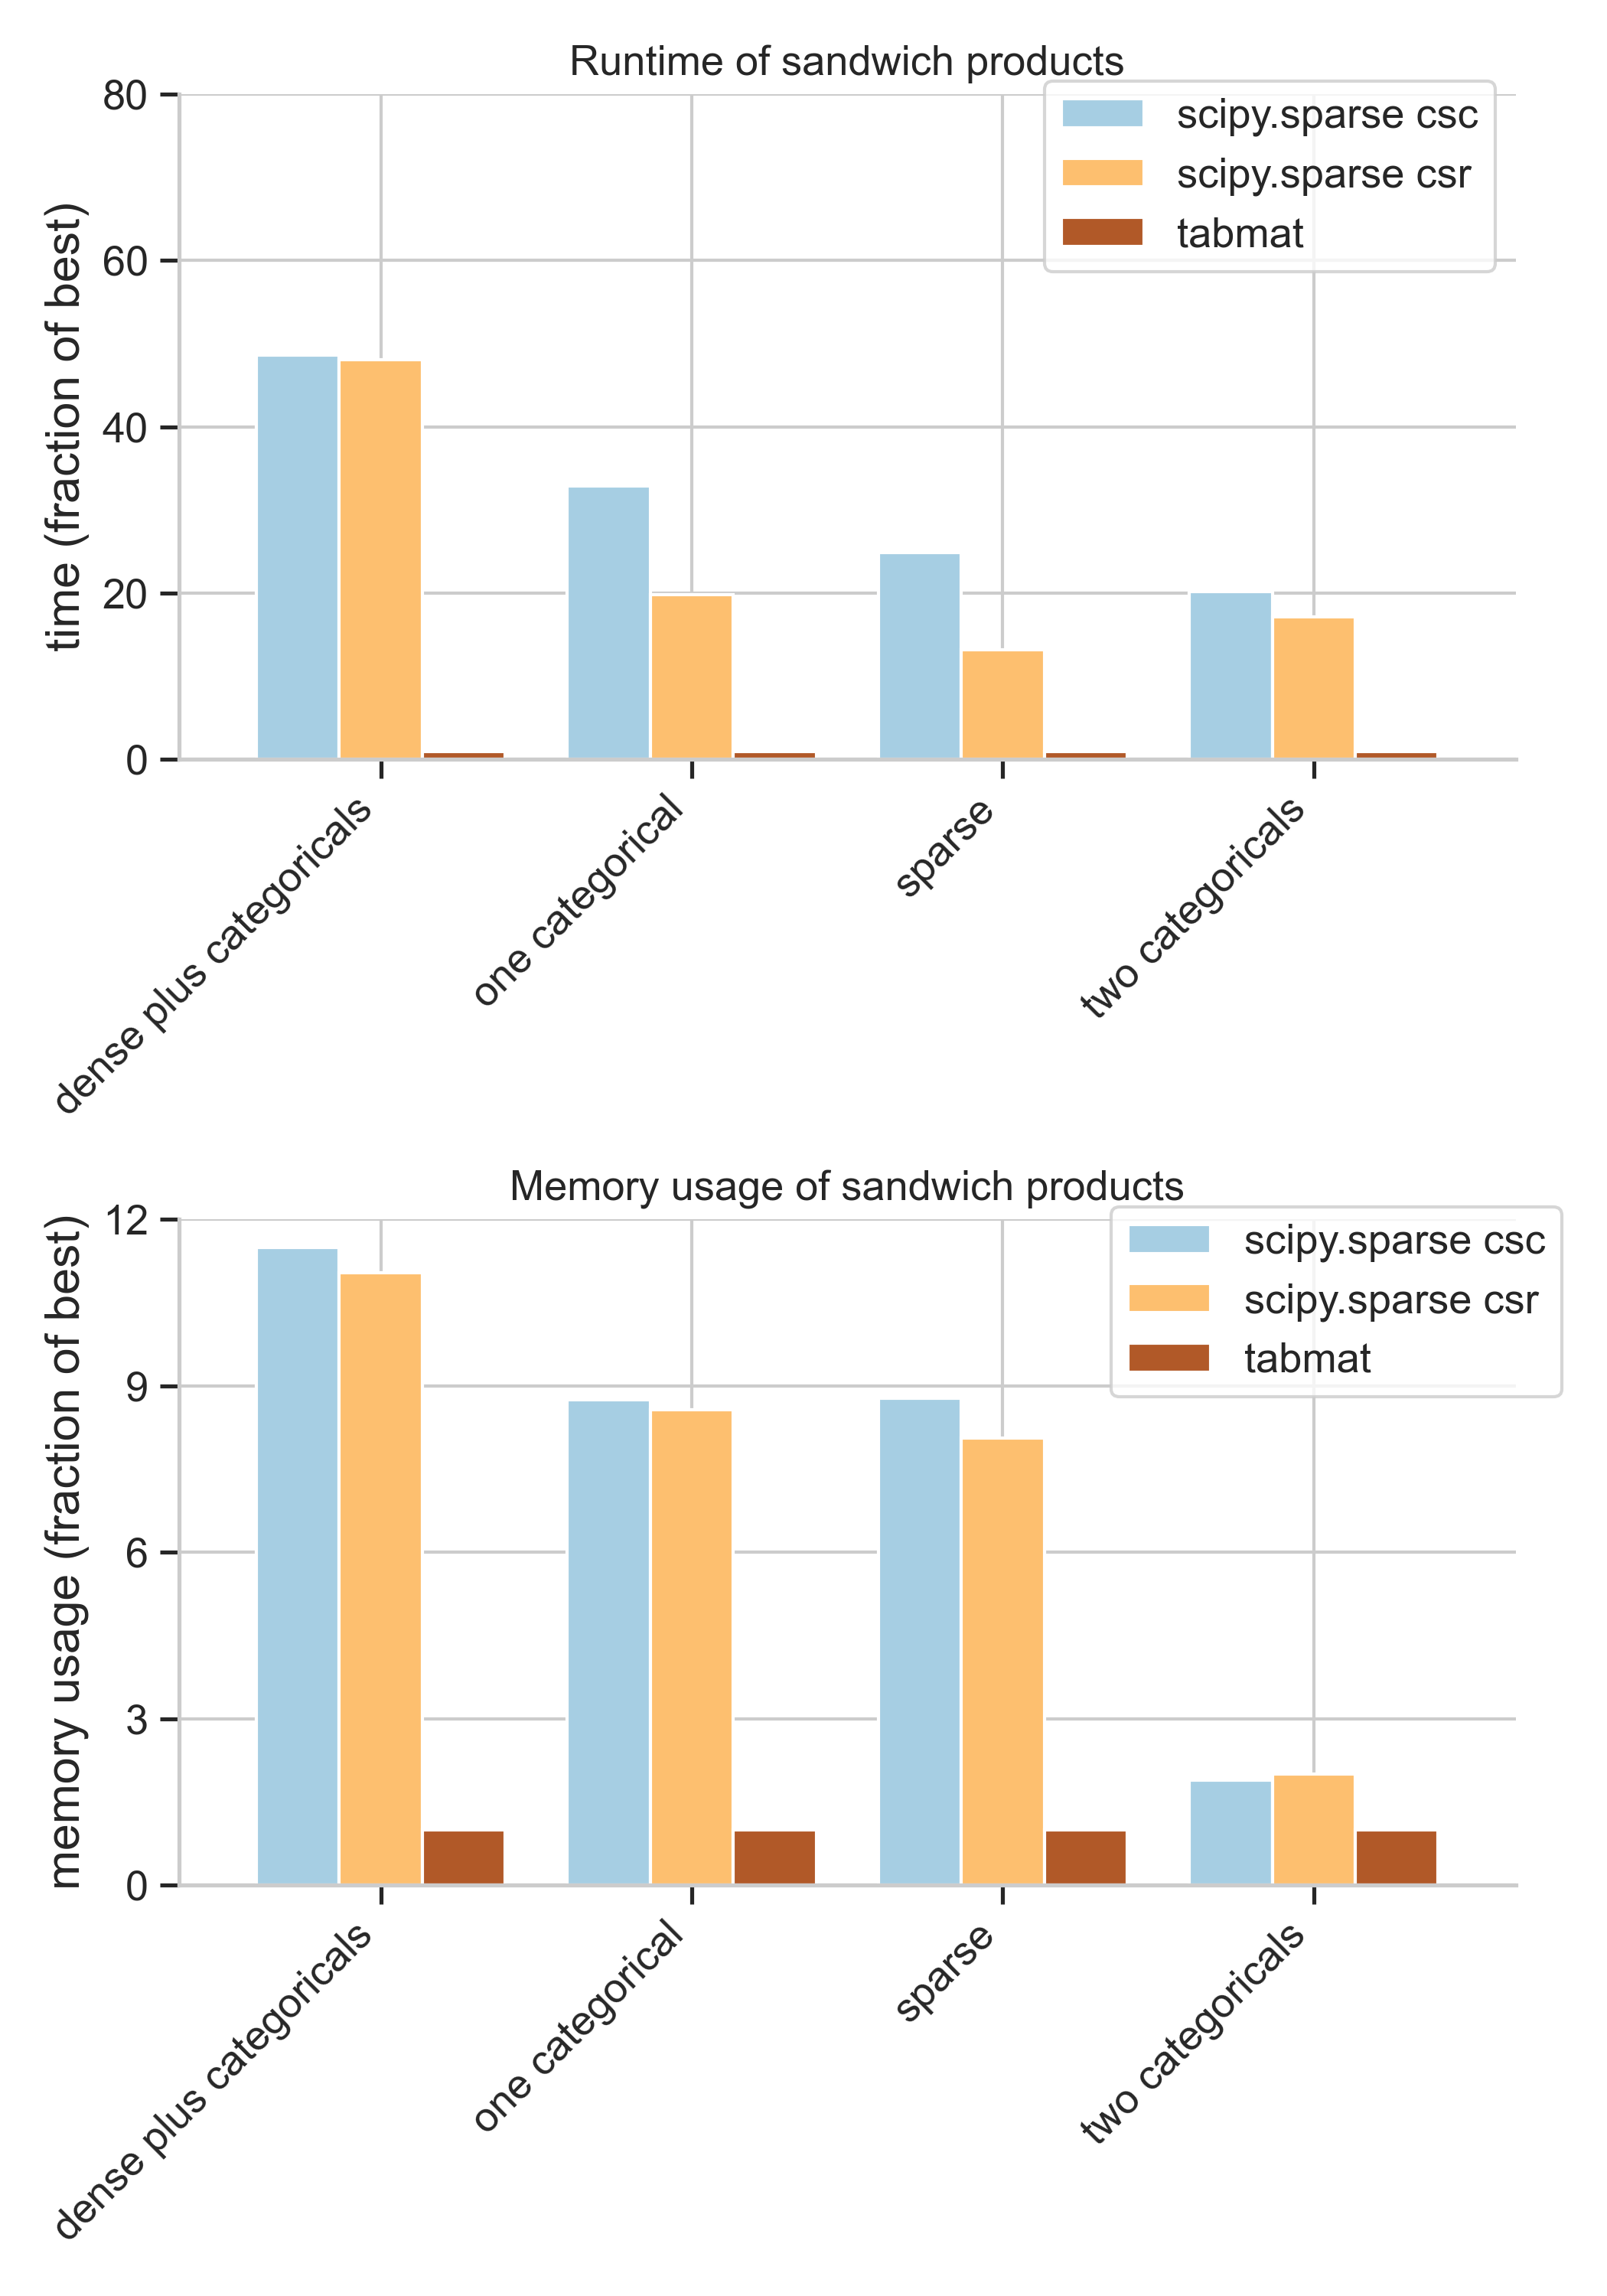 Runtime of sandwich products
80
60
40
20
0
time (fraction of best)
scipy.sparse csc
scipy.sparse csr
tabmat
dense plus categoricals
one categorical
sparse
two categoricals
Memory usage of sandwich products
12
9
6
3
0
memory usage (fraction of best)
scipy.sparse csc
scipy.sparse csr
tabmat
dense plus categoricals
one categorical
sparse
two categoricals